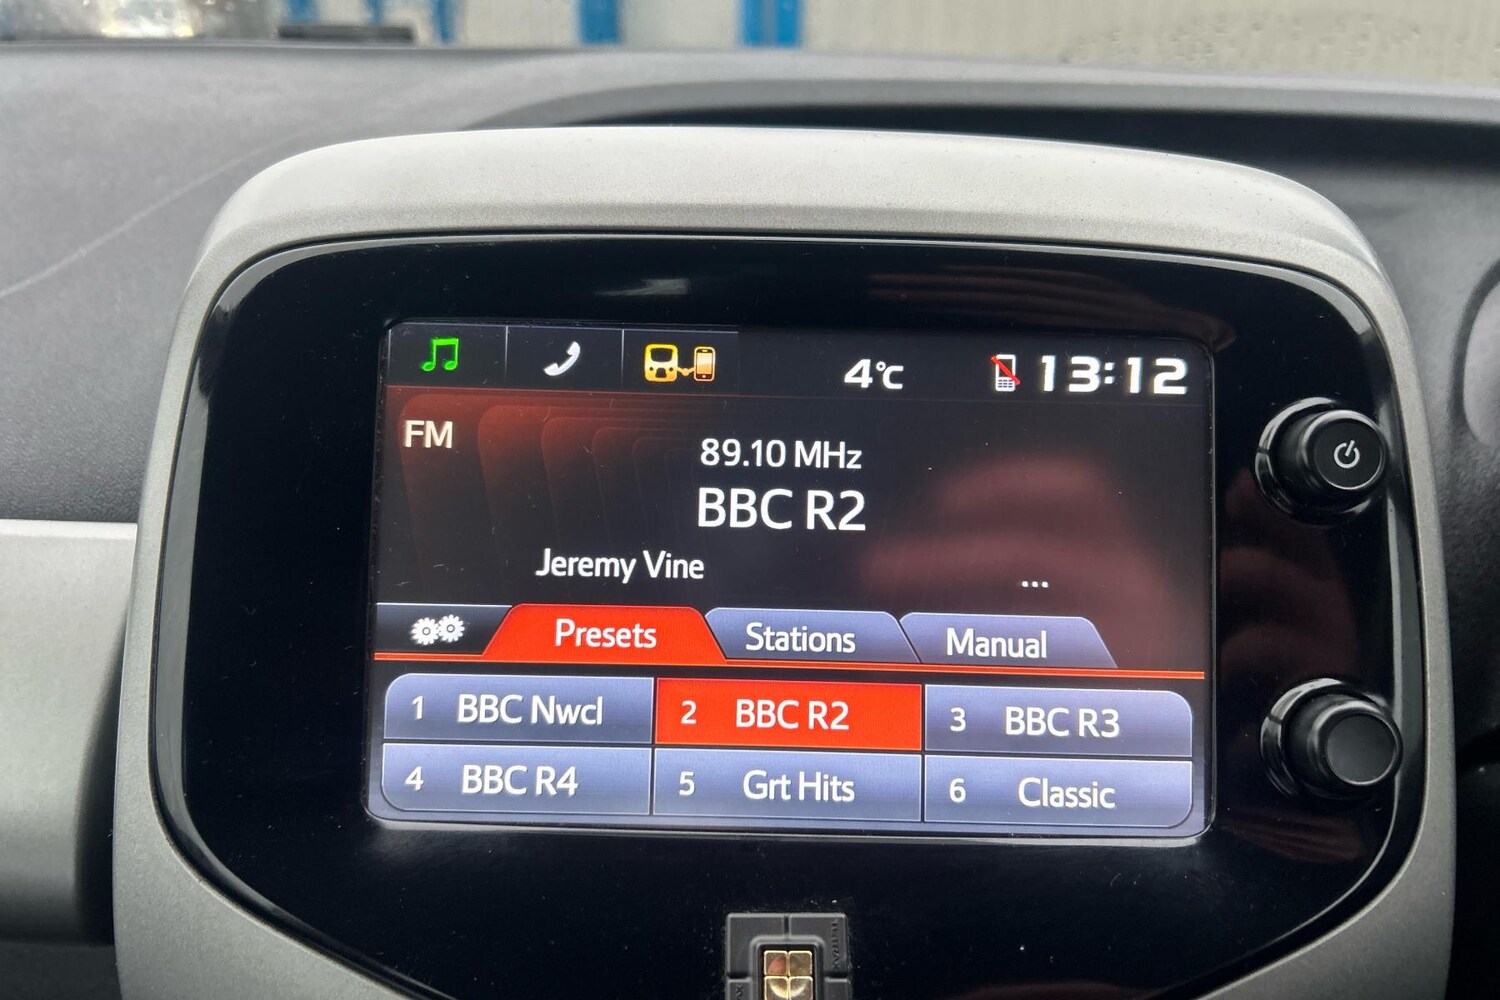 4°C 13:12
FM
89.10 MHz
BBC R2
Jeremy Vine
...
Presets Stations Manual
1 BBC Nwcl 2 BBC R2 3 BBC R3
4 BBC R4 5 Grt Hits 6 Classic